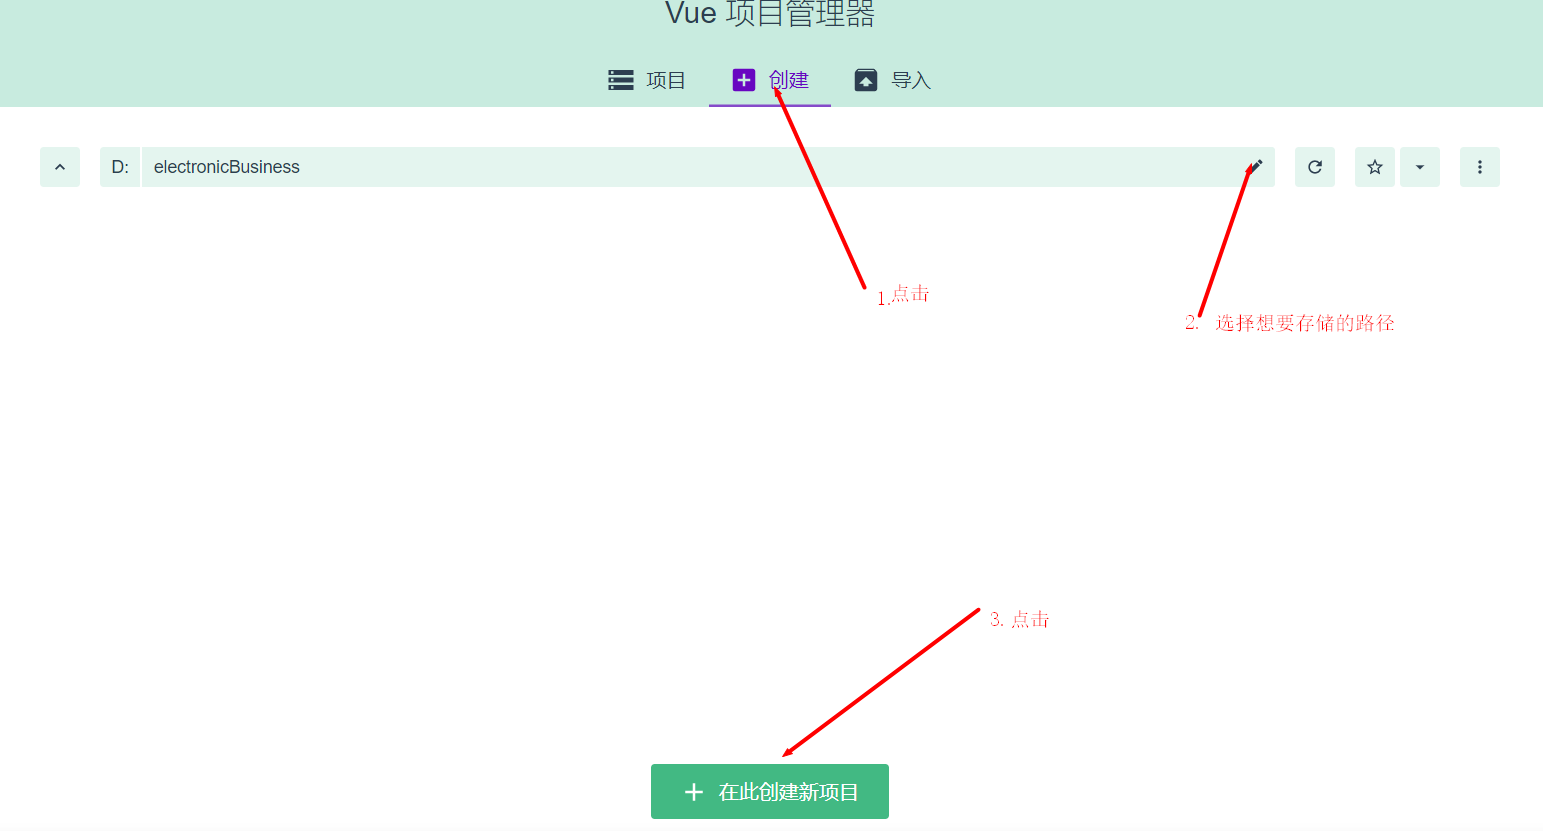 Vue 项目管理器
项目
创建
导入
D:
electronicBusiness
1.点击
2. 选择想要存储的路径
3. 点击
在此创建新项目